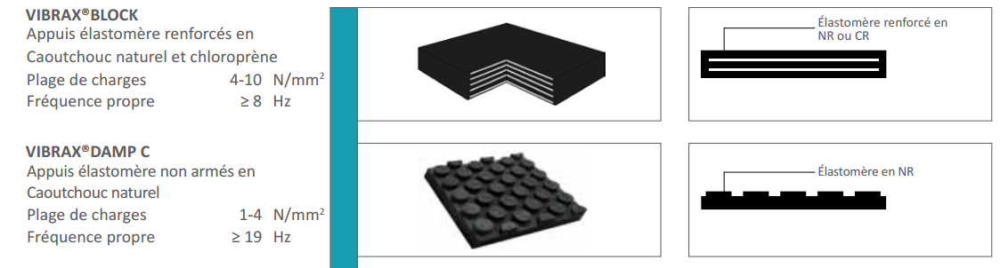 VIBRAX®BLOCK
Appuis élastomère renforcés en
Caoutchouc naturel et chloroprène
Plage de charges 4-10 N/mm²
Fréquence propre ≥ 8 Hz
Élastomère renforcé en
NR ou CR
VIBRAX®DAMP C
Appuis élastomère non armés en
Caoutchouc naturel
Plage de charges 1-4 N/mm²
Fréquence propre ≥ 19 Hz
Élastomère en NR